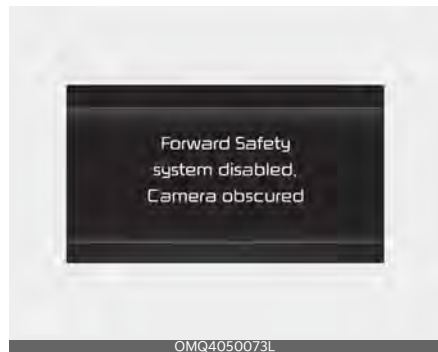 Forward Safety
system disabled.
Camera obscured
OMQ4050073L